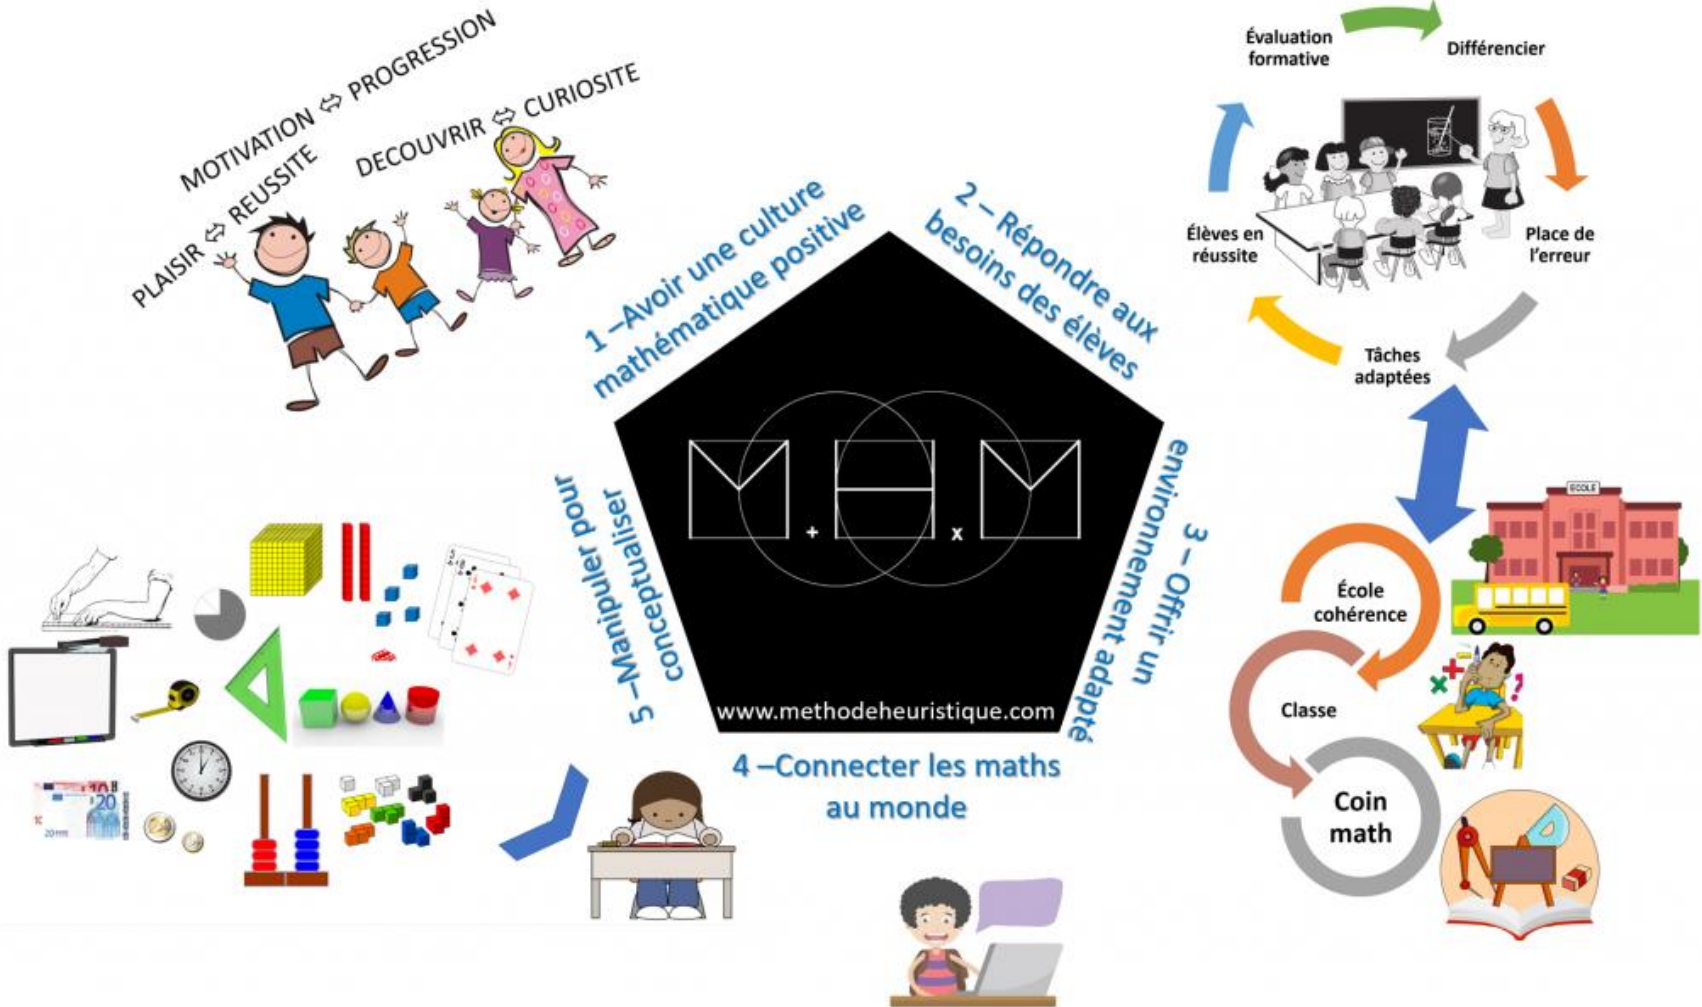 MOTIVATION ⇔ PROGRESSION
PLAISIR ⇔ REUSSITE
DECOUVRIR ⇔ CURIOSITE
1 –Avoir une culture
mathématique positive
2 – Répondre aux
besoins des élèves
Évaluation
formative
Différencier
Place de
l'erreur
Tâches
adaptées
Élèves en
réussite
M + H x M
www.methodeheuristique.com
3 – Offrir un
environnement adapté
ECOLE
École
cohérence
Classe
Coin
math
4 –Connecter les maths
au monde
5 –Manipuler pour
conceptualiser
20